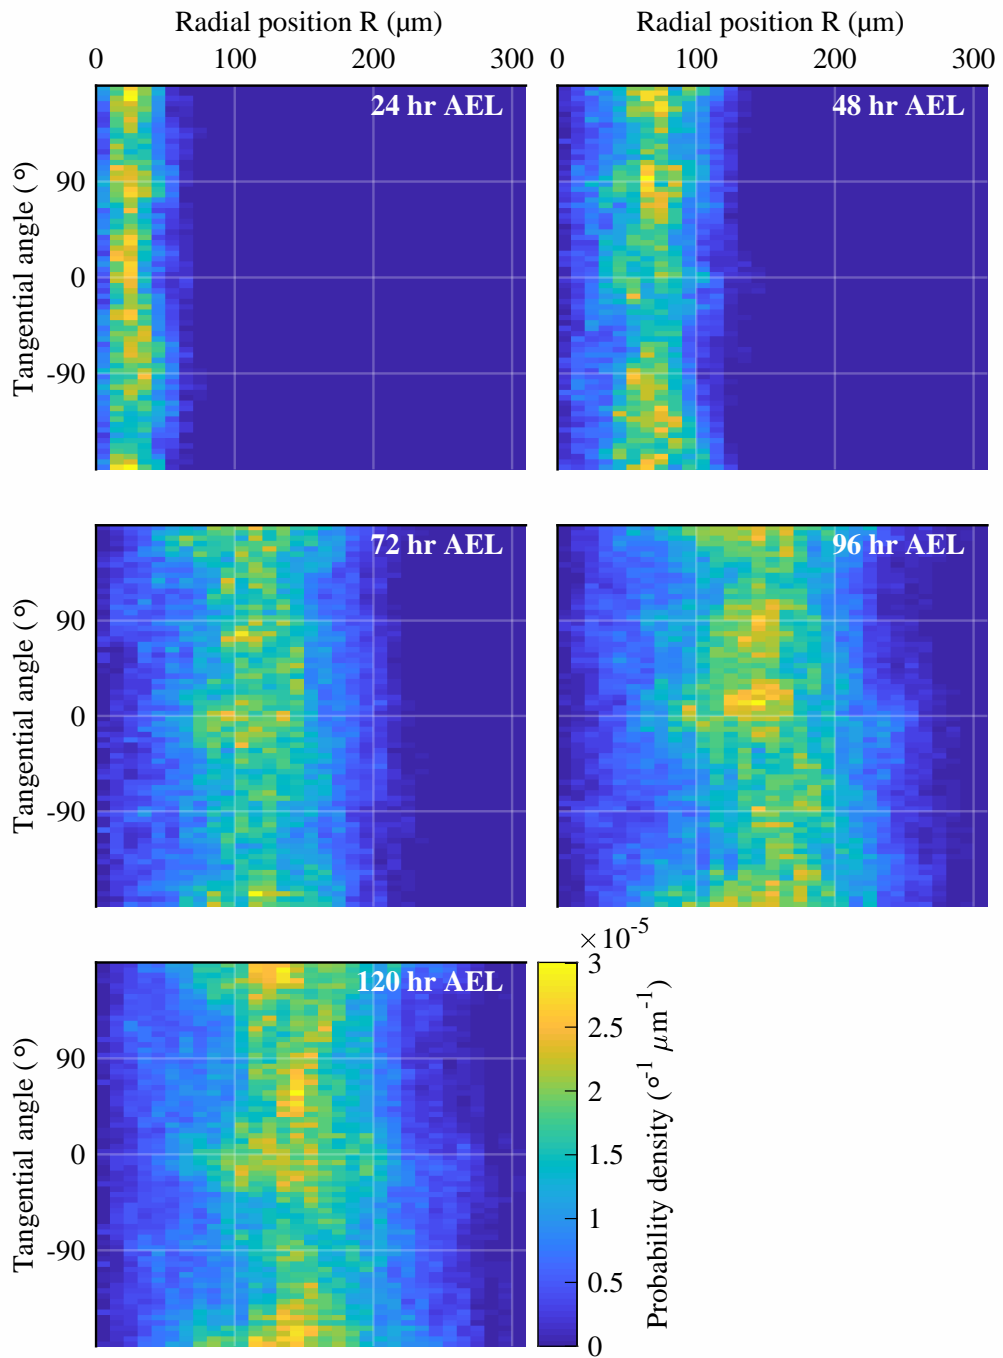 Radial position R (µm)
0 100 200 300 0 100 200 300
Tangential angle (°)
90
0
-90
24 hr AEL
48 hr AEL
Tangential angle (°)
90
0
-90
72 hr AEL
96 hr AEL
Tangential angle (°)
90
0
-90
120 hr AEL
×10⁻⁵
3
2.5
2
1.5
1
0.5
0
Probability density (°⁻¹ µm⁻¹)